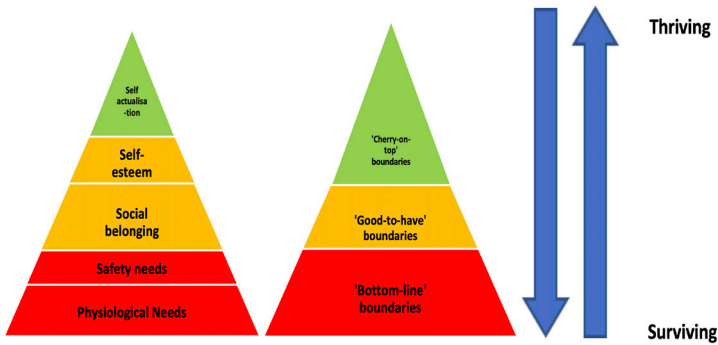 Self
actualisa
-tion
Self-
esteem
Social
belonging
Safety needs
Physiological Needs
'Cherry-on-
top'
boundaries
'Good-to-have'
boundaries
'Bottom-line'
boundaries
Thriving
Surviving